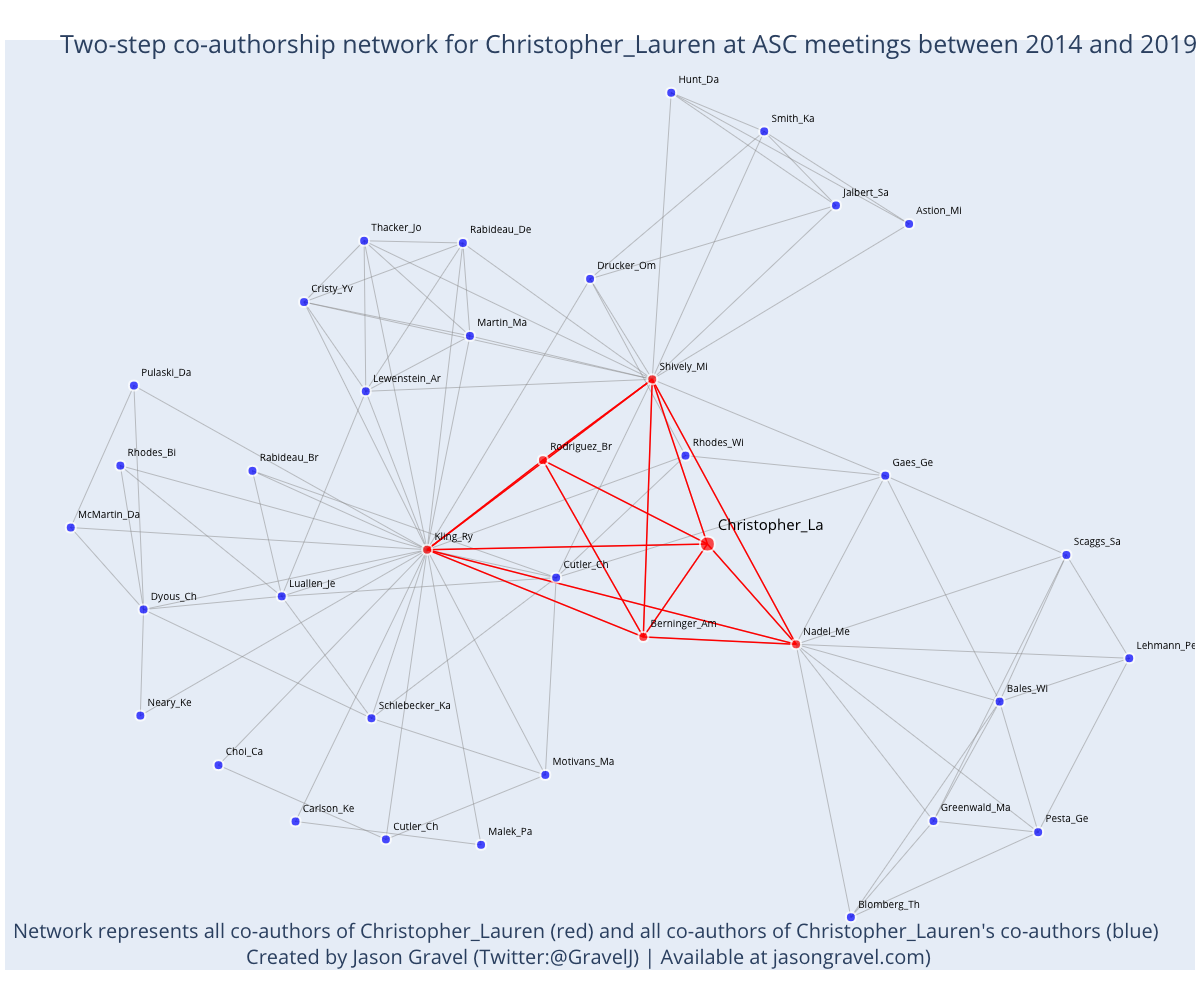 Two-step co-authorship network for Christopher_Lauren at ASC meetings between 2014 and 2019
Hunt_Da
Smith_Ka
Jalbert_Sa
Astion_Mi
Thacker_Jo
Rabideau_De
Drucker_Om
Cristy_Yv
Martin_Ma
Shively_Mi
Pulaski_Da
Lewenstein_Ar
Rodriguez_Br
Rhodes_Wi
Rhodes_Bi
Rabideau_Br
Gaes_Ge
McMartin_Da
Christopher_La
Kling_Ry
Scaggs_Sa
Cutler_Ch
Luallen_Je
Dyous_Ch
Berninger_Am
Nadel_Me
Lehmann_Pe
Bales_Wi
Neary_Ke
Schlebecker_Ka
Choi_Ca
Motivans_Ma
Carlson_Ke
Greenwald_Ma
Cutler_Ch
Malek_Pa
Pesta_Ge
Blomberg_Th
Network represents all co-authors of Christopher_Lauren (red) and all co-authors of Christopher_Lauren's co-authors (blue)
Created by Jason Gravel (Twitter:@GravelJ) | Available at jasongravel.com)